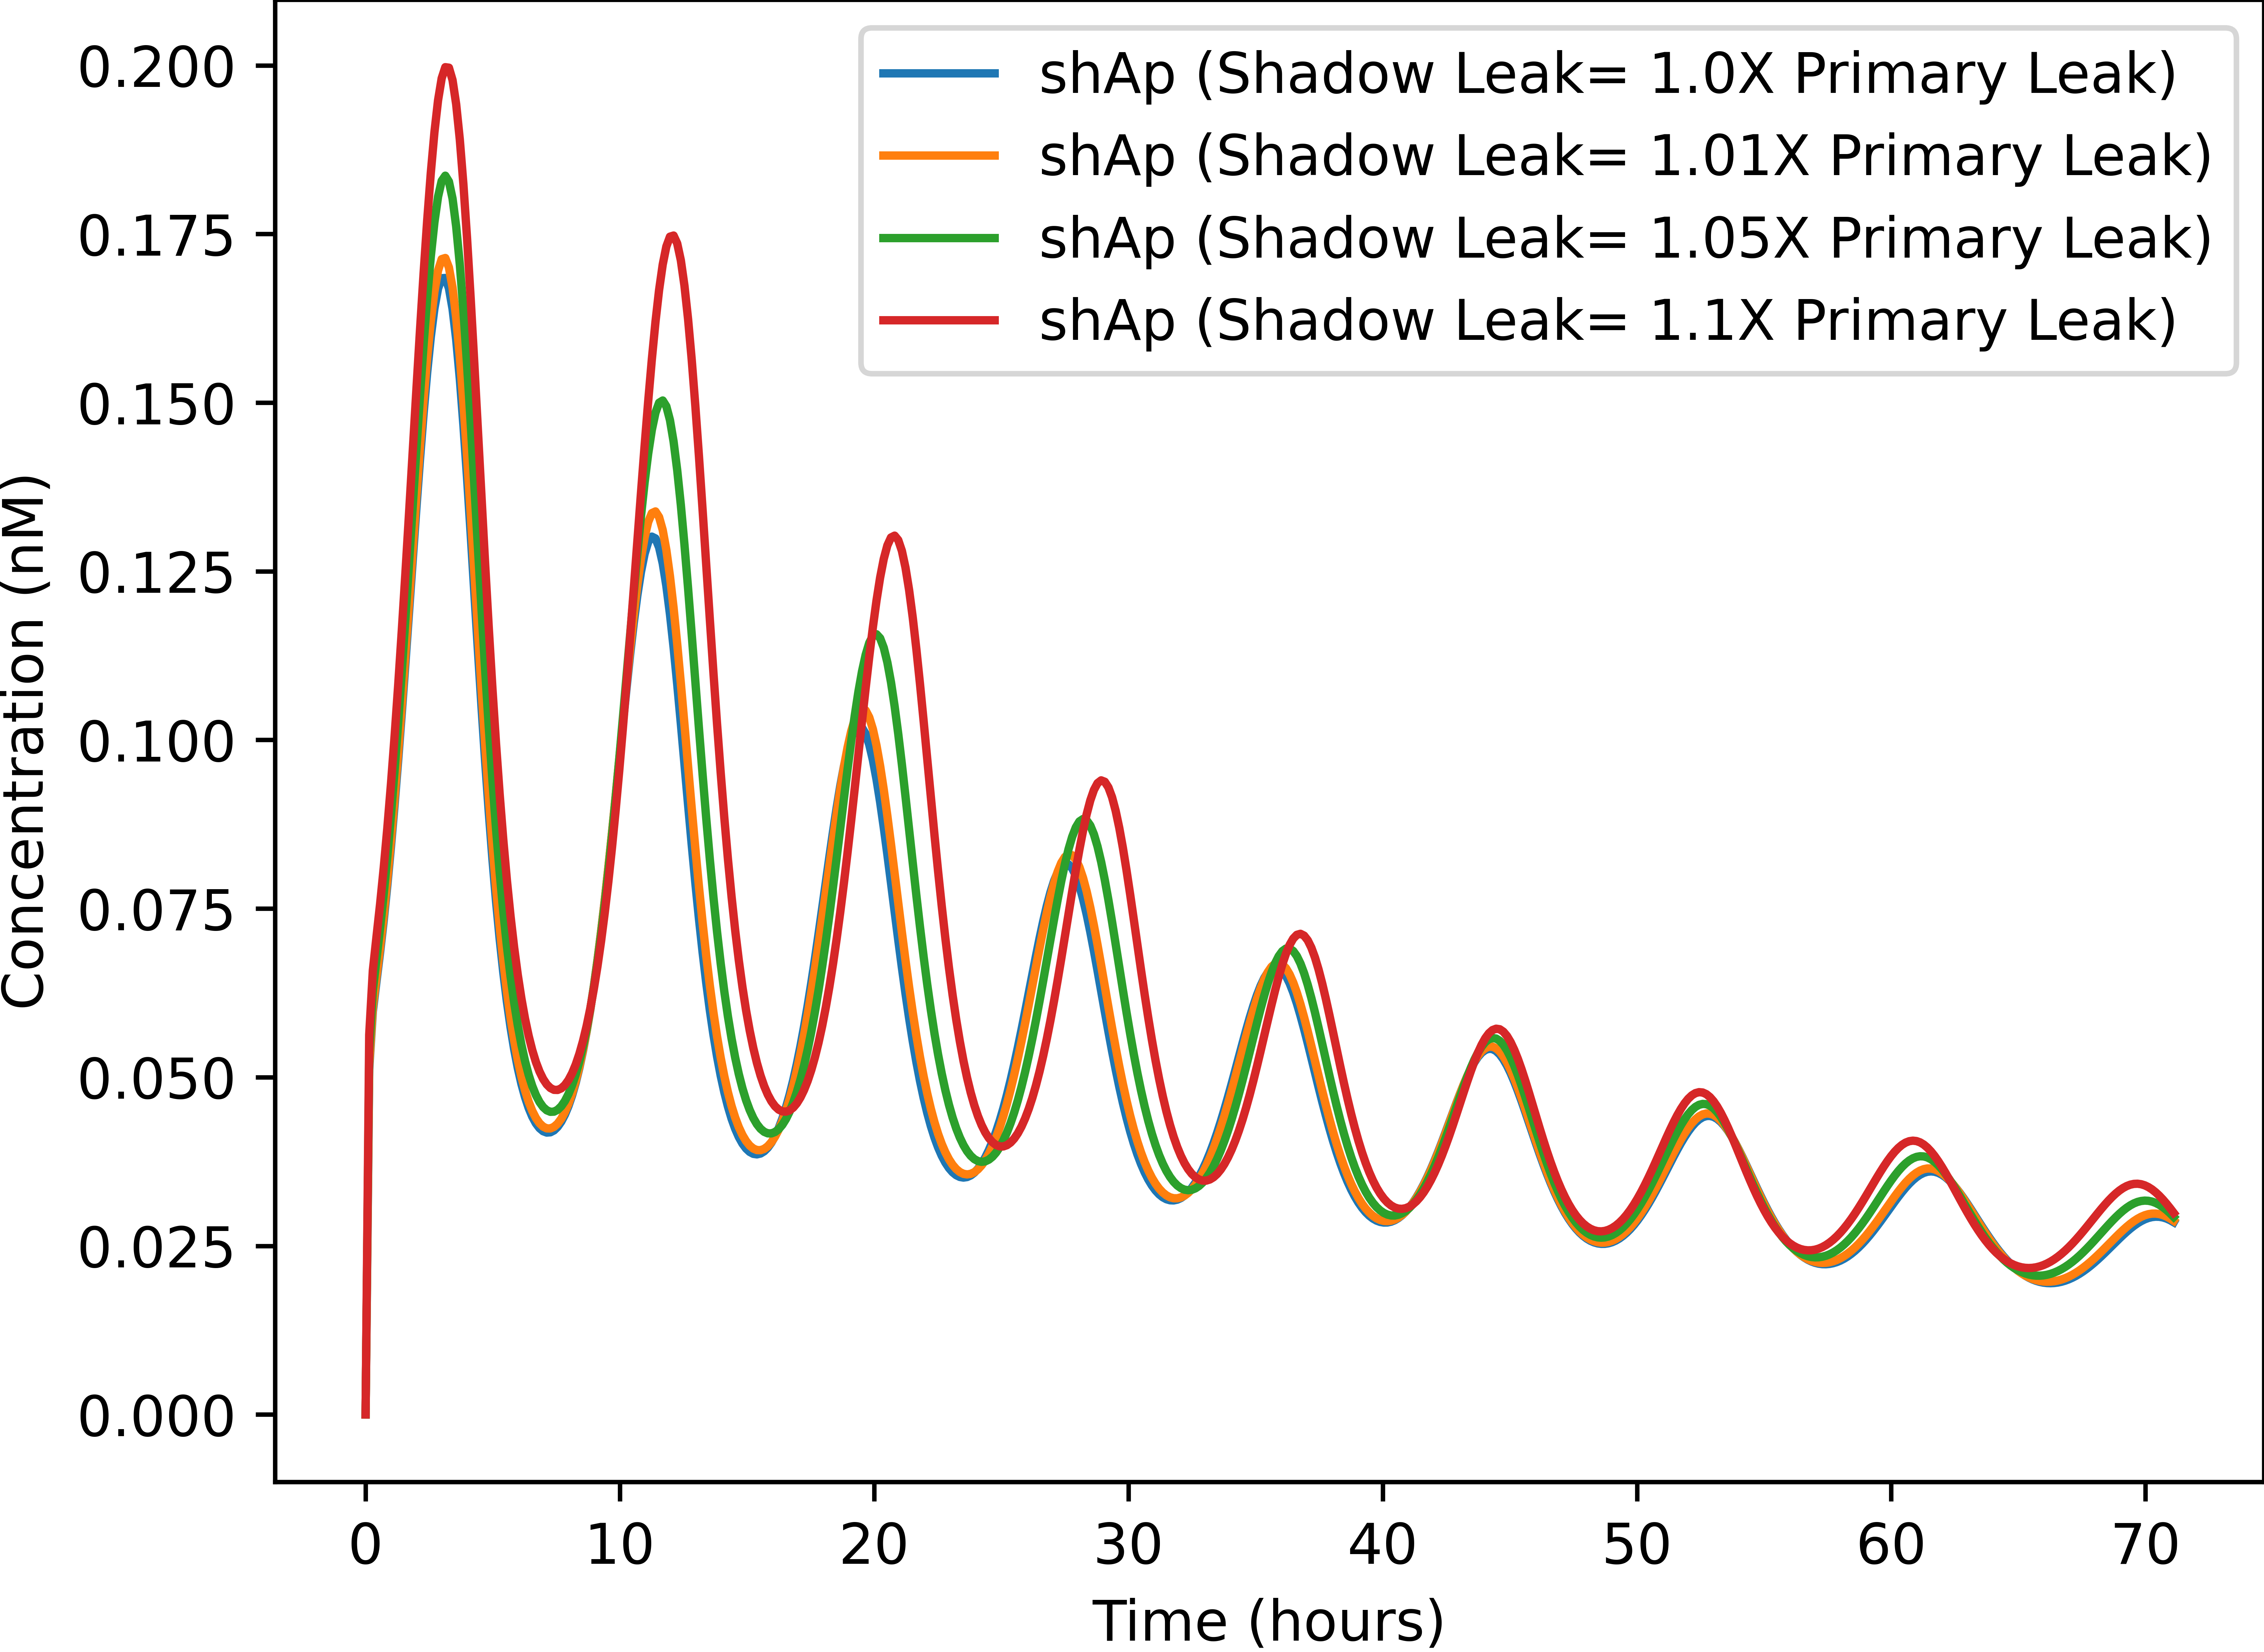 shAp (Shadow Leak= 1.0X Primary Leak)
shAp (Shadow Leak= 1.01X Primary Leak)
shAp (Shadow Leak= 1.05X Primary Leak)
shAp (Shadow Leak= 1.1X Primary Leak)
Concentration (nM)
0.200
0.175
0.150
0.125
0.100
0.075
0.050
0.025
0.000
0 10 20 30 40 50 60 70
Time (hours)